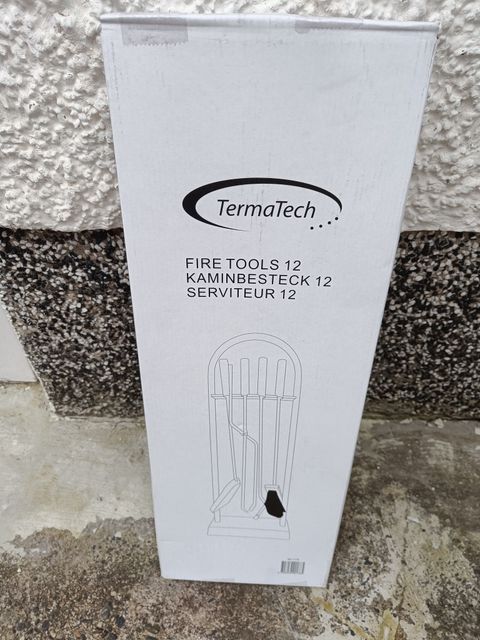 TermaTech
FIRE TOOLS 12
KAMINBESTECK 12
SERVITEUR 12